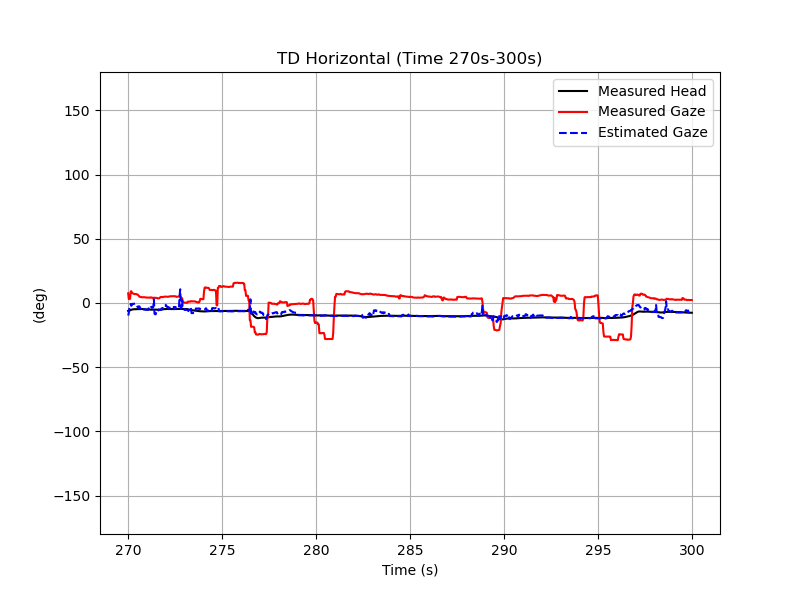 TD Horizontal (Time 270s-300s)
Measured Head
Measured Gaze
Estimated Gaze
150
100
50
0
−50
−100
−150
(deg)
270
275
280
285
290
295
300
Time (s)